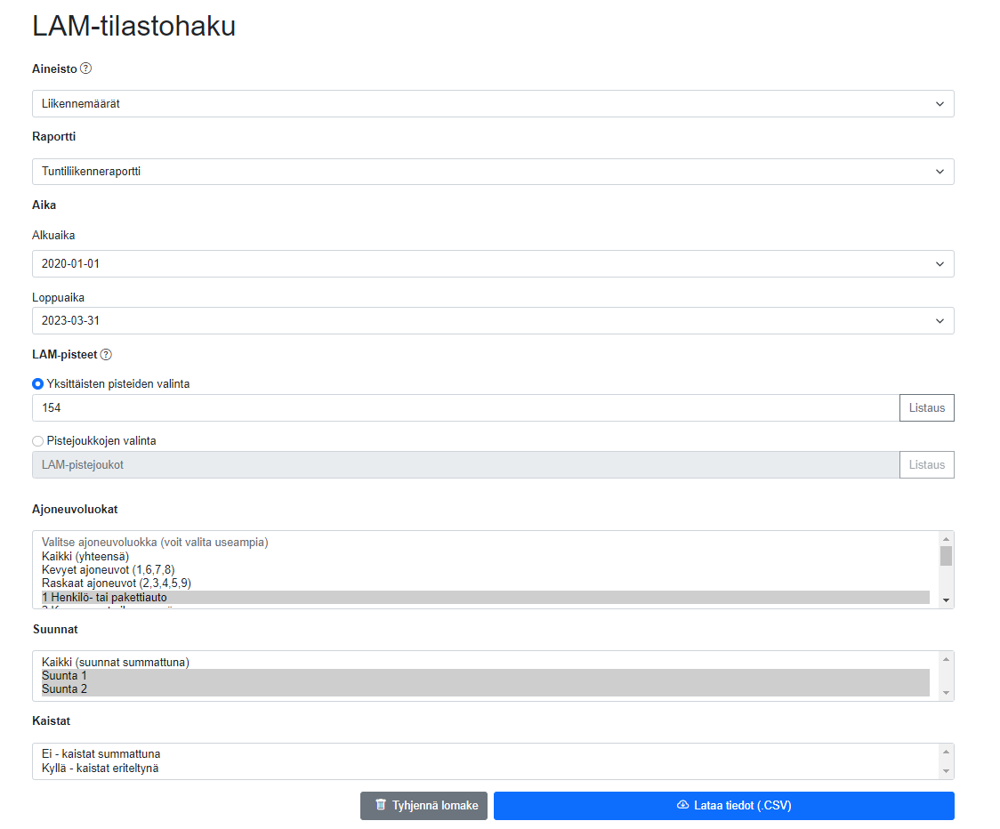 LAM-tilastohaku
Aineisto ?
Liikennemäärät
Raportti
Tuntiliikenneraportti
Aika
Alkuaika
2020-01-01
Loppuaika
2023-03-31
LAM-pisteet ?
Yksittäisten pisteiden valinta
154 Listaus
Pistejoukkojen valinta
LAM-pistejoukot Listaus
Ajoneuvoluokat
Valitse ajoneuvoluokka (voit valita useampia)
Kaikki (yhteensä)
Kevyet ajoneuvot (1,6,7,8)
Raskaat ajoneuvot (2,3,4,5,9)
1 Henkilö- tai pakettiauto
Suunnat
Kaikki (suunnat summattuna)
Suunta 1
Suunta 2
Kaistat
Ei - kaistat summattuna
Kyllä - kaistat eriteltynä
Tyhjennä lomake Lataa tiedot (.CSV)